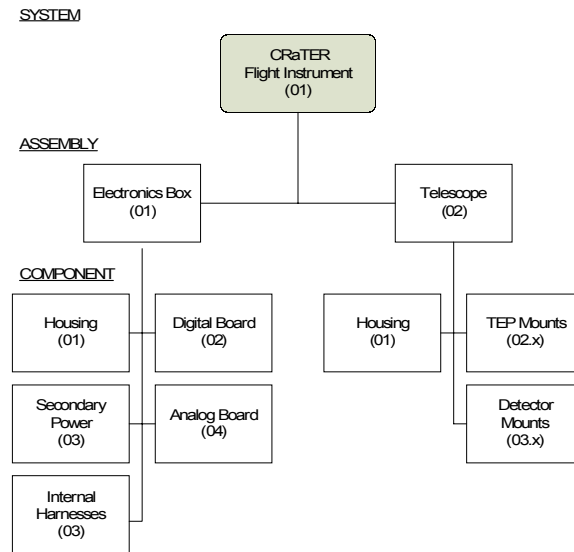 SYSTEM
CRaTER
Flight Instrument
(01)
ASSEMBLY
Electronics Box
(01)
Telescope
(02)
COMPONENT
Housing
(01)
Digital Board
(02)
Housing
(01)
TEP Mounts
(02.x)
Secondary
Power
(03)
Analog Board
(04)
Detector
Mounts
(03.x)
Internal
Harnesses
(03)